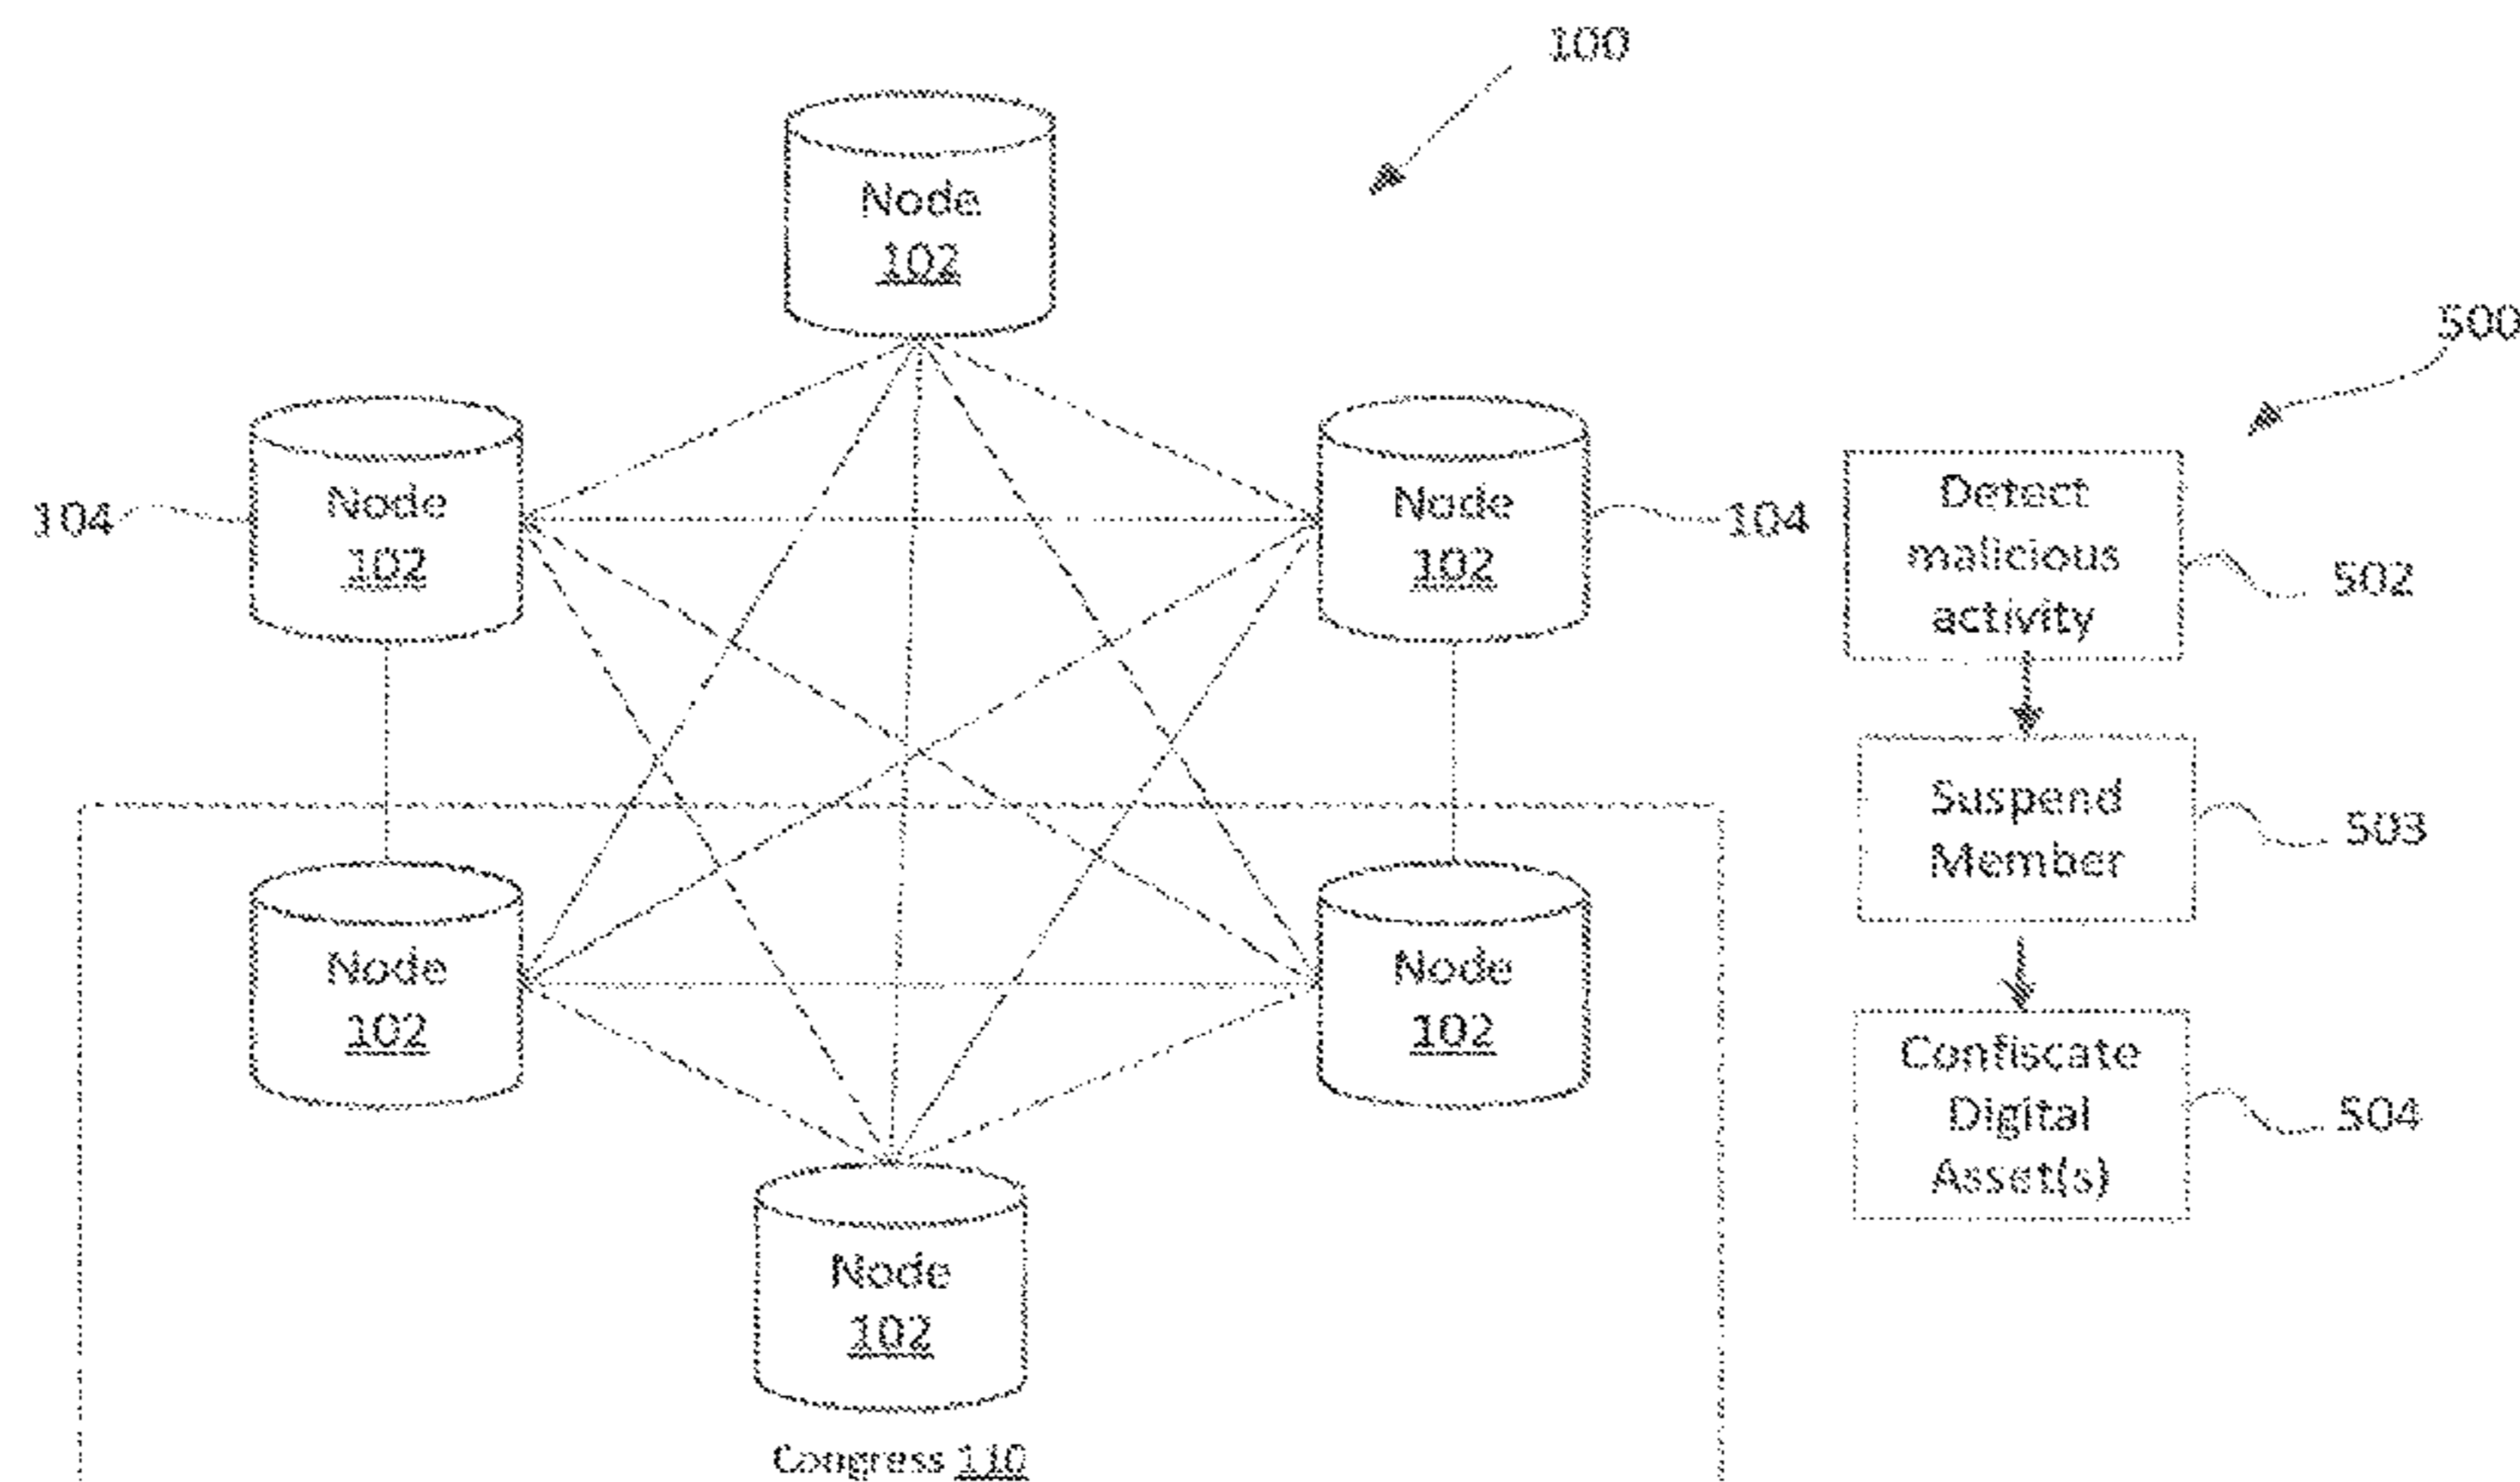 100
Node
102
500
104
Node
102
Node
102
104
Detect
malicious
activity
502
Suspend
Member
503
Node
102
Node
102
Confiscate
Digital
Asset(s)
504
Node
102
Congress 110